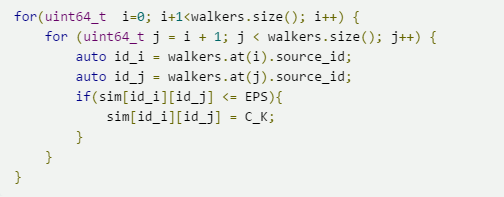 for(uint64_t  i=0; i+1<walkers.size(); i++) {
    for (uint64_t j = i + 1; j < walkers.size(); j++) {
        auto id_i = walkers.at(i).source_id;
        auto id_j = walkers.at(j).source_id;
        if(sim[id_i][id_j] <= EPS){
            sim[id_i][id_j] = C_K;
        }
    }
}